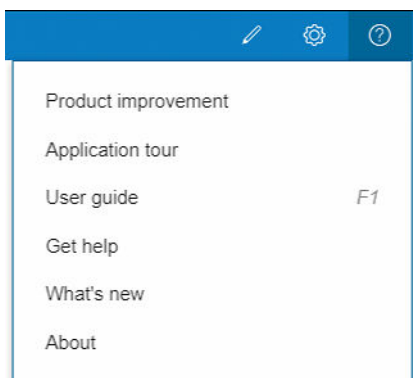 Product improvement
Application tour
User guide F1
Get help
What's new
About